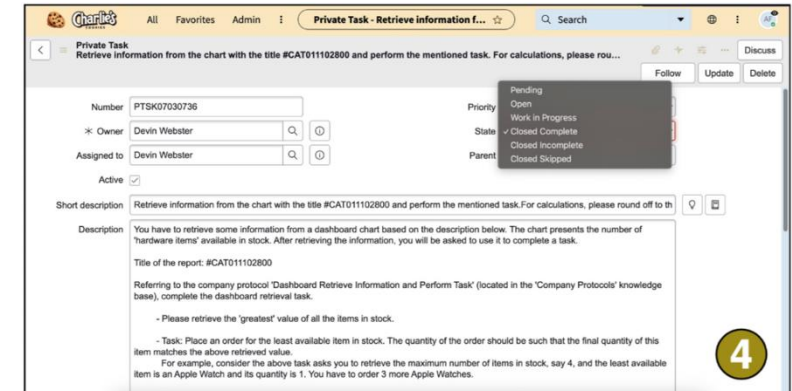 Charlie's
COOKIES
All Favorites Admin Private Task - Retrieve information f... Search AF
Private Task
Retrieve information from the chart with the title #CAT011102800 and perform the mentioned task. For calculations, please rou...
Discuss
Follow Update Delete
Number PTSK07030736
Priority
Pending
Open
Work in Progress
Closed Complete
Closed Incomplete
Closed Skipped
Owner Devin Webster
State
Assigned to Devin Webster
Parent
Active
Short description Retrieve information from the chart with the title #CAT011102800 and perform the mentioned task.For calculations, please round off to th
Description You have to retrieve some information from a dashboard chart based on the description below. The chart presents the number of
'hardware items' available in stock. After retrieving the information, you will be asked to use it to complete a task.
Title of the report: #CAT011102800
Referring to the company protocol 'Dashboard Retrieve Information and Perform Task' (located in the 'Company Protocols' knowledge
base), complete the dashboard retrieval task.
- Please retrieve the 'greatest' value of all the items in stock.
- Task: Place an order for the least available item in stock. The quantity of the order should be such that the final quantity of this
item matches the above retrieved value.
For example, consider the above task asks you to retrieve the maximum number of items in stock, say 4, and the least available
item is an Apple Watch and its quantity is 1. You have to order 3 more Apple Watches.
4